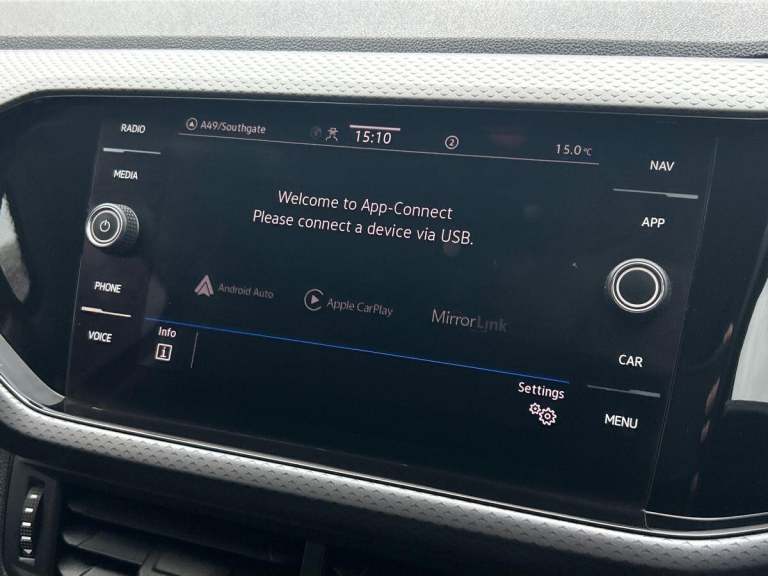 RADIO
MEDIA
PHONE
VOICE
A49/Southgate
15:10
2
15.0°C
Welcome to App-Connect
Please connect a device via USB.
Android Auto
Apple CarPlay
MirrorLink
Info
i
Settings
NAV
APP
CAR
MENU